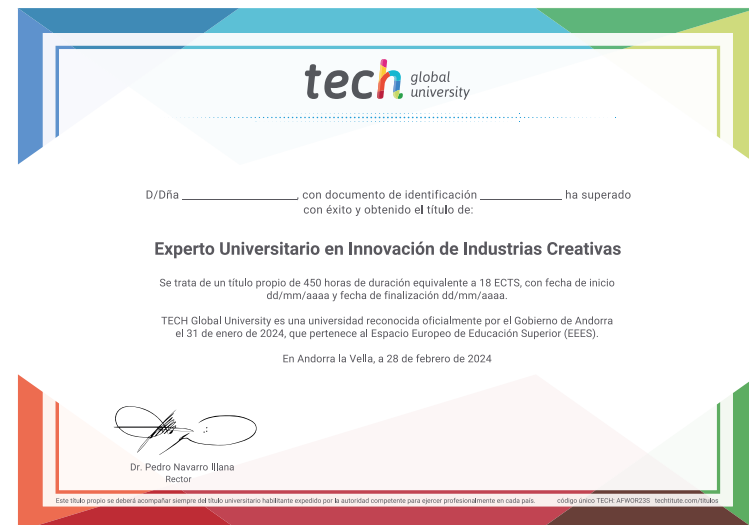 tech global university
D/Dña ____________________, con documento de identificación ______________ ha superado
con éxito y obtenido el título de:
Experto Universitario en Innovación de Industrias Creativas
Se trata de un título propio de 450 horas de duración equivalente a 18 ECTS, con fecha de inicio
dd/mm/aaaa y fecha de finalización dd/mm/aaaa.
TECH Global University es una universidad reconocida oficialmente por el Gobierno de Andorra
el 31 de enero de 2024, que pertenece al Espacio Europeo de Educación Superior (EEES).
En Andorra la Vella, a 28 de febrero de 2024
Dr. Pedro Navarro Illana
Rector
Este título propio se deberá acompañar siempre del título universitario habilitante expedido por la autoridad competente para ejercer profesionalmente en cada país. código único TECH: AFWOR23S techtitute.com/titulos